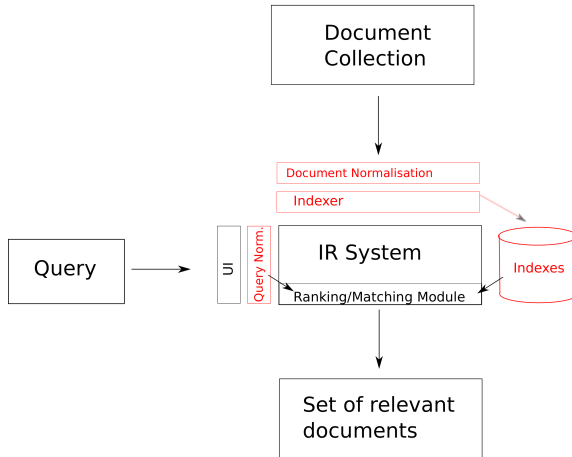 Document
Collection
Document Normalisation
Indexer
Query
UI
Query Norm.
IR System
Ranking/Matching Module
Indexes
Set of relevant
documents